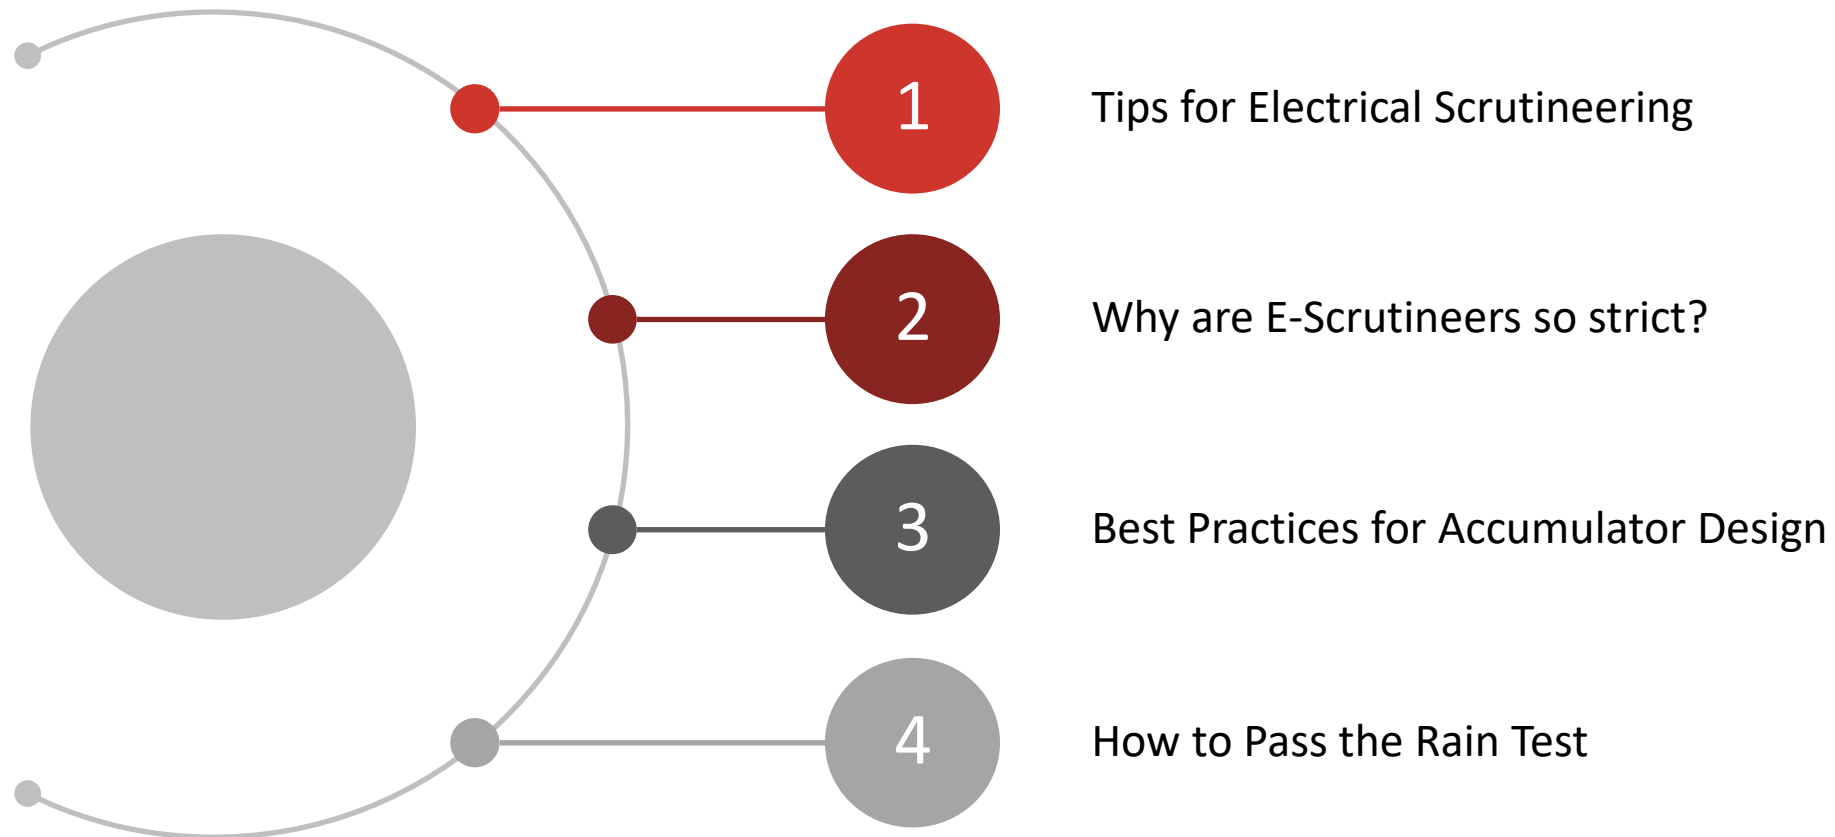 1 Tips for Electrical Scrutineering
2 Why are E-Scrutineers so strict?
3 Best Practices for Accumulator Design
4 How to Pass the Rain Test